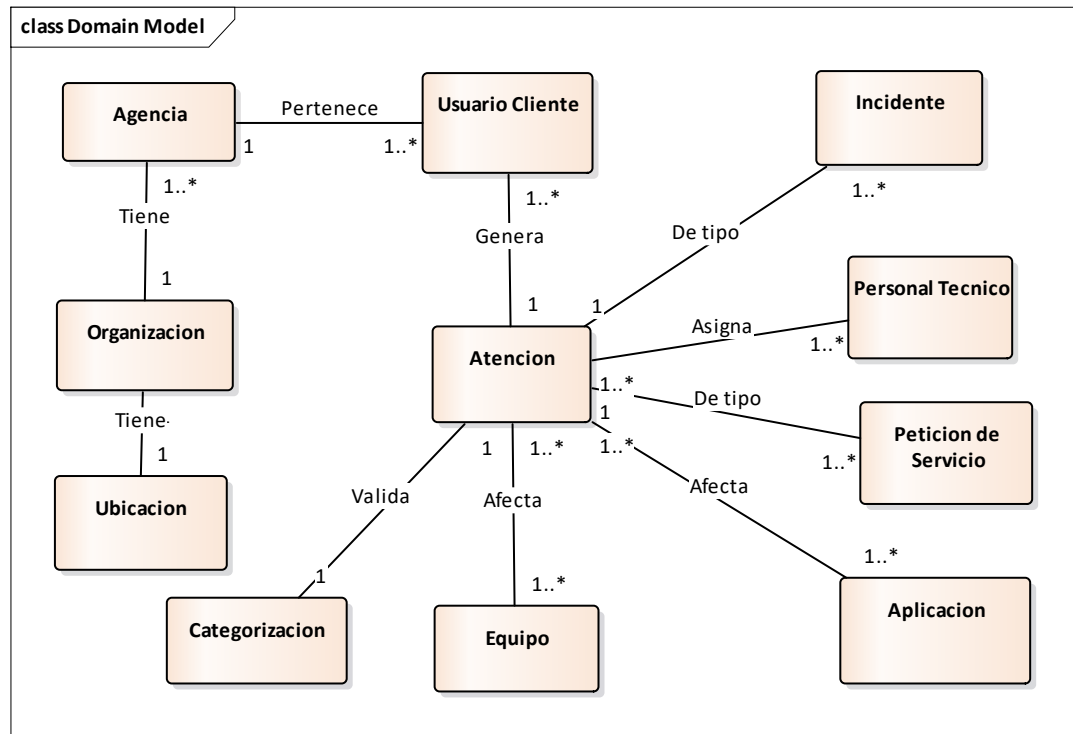 class Domain Model
Agencia
Pertenece
1
1..*
Usuario Cliente
Incidente
1..*
Tiene
1
1..*
Genera
1
1..*
De tipo
1
Organizacion
Personal Tecnico
Asigna
1..*
1..*
Atencion
De tipo
1
1..*
Peticion de
Servicio
Tiene
1
Ubicacion
Valida
1
1
Afecta
1..*
1..*
Afecta
1..*
1..*
Categorizacion
Equipo
Aplicacion